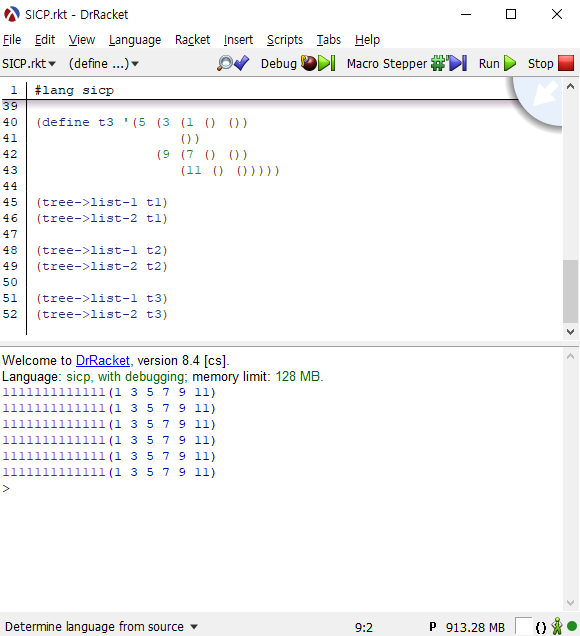 SICP.rkt - DrRacket
File Edit View Language Racket Insert Scripts Tabs Help
SICP.rkt▾ (define ...)▾ Debug Macro Stepper Run Stop
1 #lang sicp
39
40 (define t3 '(5 (3 (1 () ())
41 ())
42 (9 (7 () ())
43 (11 () ()))))
44
45 (tree->list-1 t1)
46 (tree->list-2 t1)
47
48 (tree->list-1 t2)
49 (tree->list-2 t2)
50
51 (tree->list-1 t3)
52 (tree->list-2 t3)
Welcome to DrRacket, version 8.4 [cs].
Language: sicp, with debugging; memory limit: 128 MB.
1111111111111(1 3 5 7 9 11)
1111111111111(1 3 5 7 9 11)
1111111111111(1 3 5 7 9 11)
1111111111111(1 3 5 7 9 11)
1111111111111(1 3 5 7 9 11)
1111111111111(1 3 5 7 9 11)
>
Determine language from source ▾ 9:2 P 913.28 MB ()